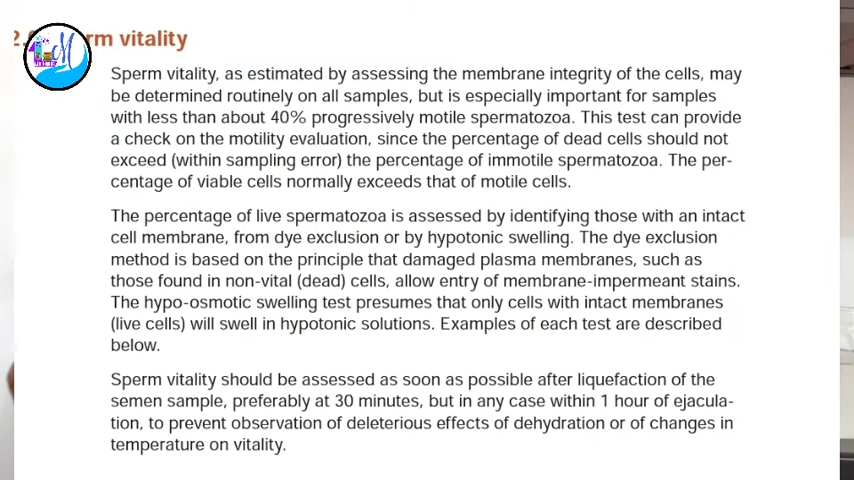 rm vitality
Sperm vitality, as estimated by assessing the membrane integrity of the cells, may
be determined routinely on all samples, but is especially important for samples
with less than about 40% progressively motile spermatozoa. This test can provide
a check on the motility evaluation, since the percentage of dead cells should not
exceed (within sampling error) the percentage of immotile spermatozoa. The per-
centage of viable cells normally exceeds that of motile cells.
The percentage of live spermatozoa is assessed by identifying those with an intact
cell membrane, from dye exclusion or by hypotonic swelling. The dye exclusion
method is based on the principle that damaged plasma membranes, such as
those found in non-vital (dead) cells, allow entry of membrane-impermeant stains.
The hypo-osmotic swelling test presumes that only cells with intact membranes
(live cells) will swell in hypotonic solutions. Examples of each test are described
below.
Sperm vitality should be assessed as soon as possible after liquefaction of the
semen sample, preferably at 30 minutes, but in any case within 1 hour of ejacula-
tion, to prevent observation of deleterious effects of dehydration or of changes in
temperature on vitality.